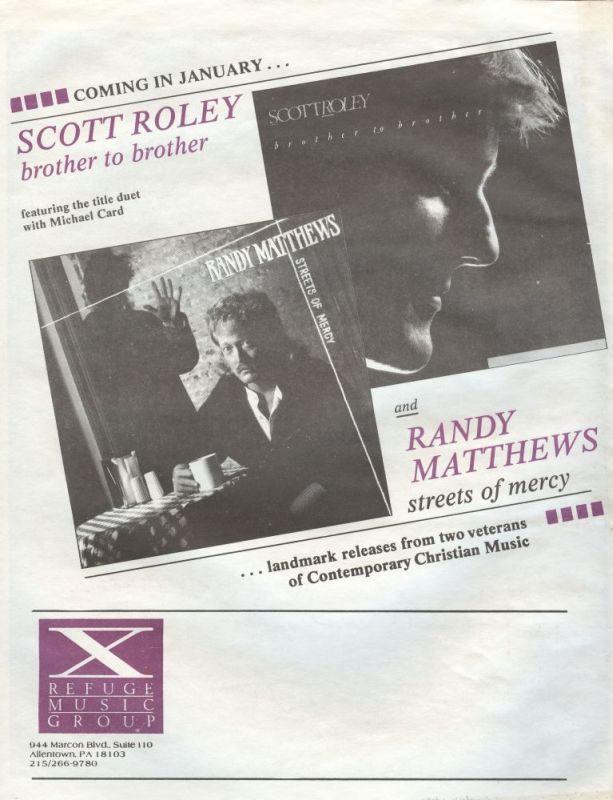 COMING IN JANUARY . . .
SCOTT ROLEY
brother to brother
featuring the title duet
with Michael Card
SCOTT ROLEY
brother to brother
RANDY MATTHEWS
STREETS OF MERCY
and
RANDY
MATTHEWS
streets of mercy
. . . landmark releases from two veterans
of Contemporary Christian Music
X
REFUGE
MUSIC
GROUP
944 Marcon Blvd., Suite 110
Allentown, PA 18103
215/266-9780